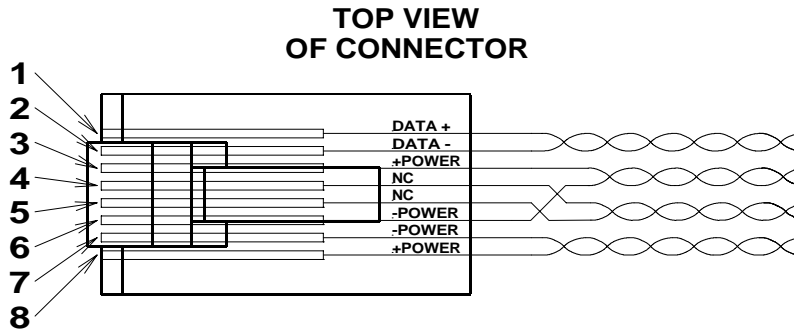 TOP VIEW
OF CONNECTOR
1
2
3
4
5
6
7
8
DATA +
DATA -
+POWER
NC
NC
-POWER
-POWER
+POWER